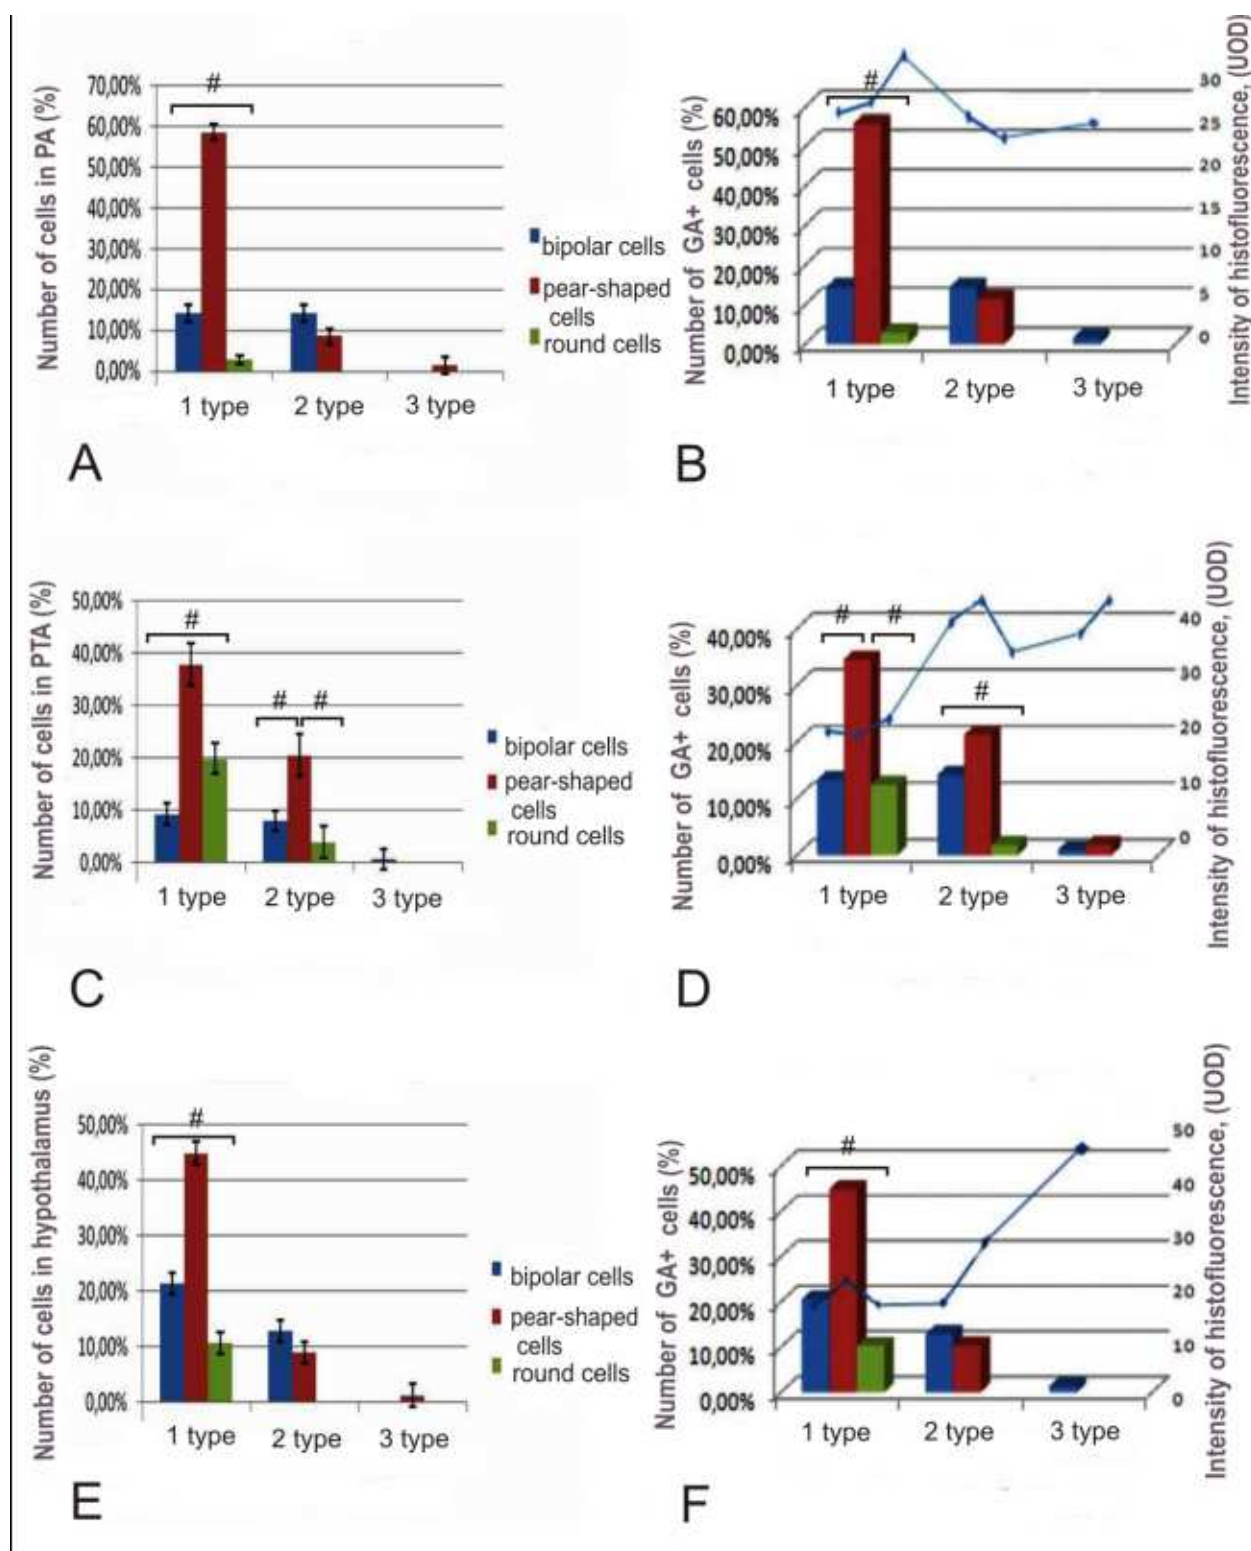 Number of cells in PA (%)
70,00%
60,00%
50,00%
40,00%
30,00%
20,00%
10,00%
0,00%
#
1 type
2 type
3 type
bipolar cells
pear-shaped
cells
round cells
A
Number of GA+ cells (%)
60,00%
50,00%
40,00%
30,00%
20,00%
10,00%
0,00%
#
1 type
2 type
3 type
30
25
20
15
10
5
0
Intensity of histofluorescence, (UOD)
B
Number of cells in PTA (%)
50,00%
40,00%
30,00%
20,00%
10,00%
0,00%
#
# #
1 type
2 type
3 type
bipolar cells
pear-shaped
cells
round cells
C
Number of GA+ cells (%)
40,00%
30,00%
20,00%
10,00%
0,00%
# #
#
1 type
2 type
3 type
40
30
20
10
0
Intensity of histofluorescence, (UOD)
D
Number of cells in hypothalamus (%)
50,00%
40,00%
30,00%
20,00%
10,00%
0,00%
#
1 type
2 type
3 type
bipolar cells
pear-shaped
cells
round cells
E
Number of GA+ cells (%)
50,00%
40,00%
30,00%
20,00%
10,00%
0,00%
#
1 type
2 type
3 type
50
40
30
20
10
0
Intensity of histofluorescence, (UOD)
F